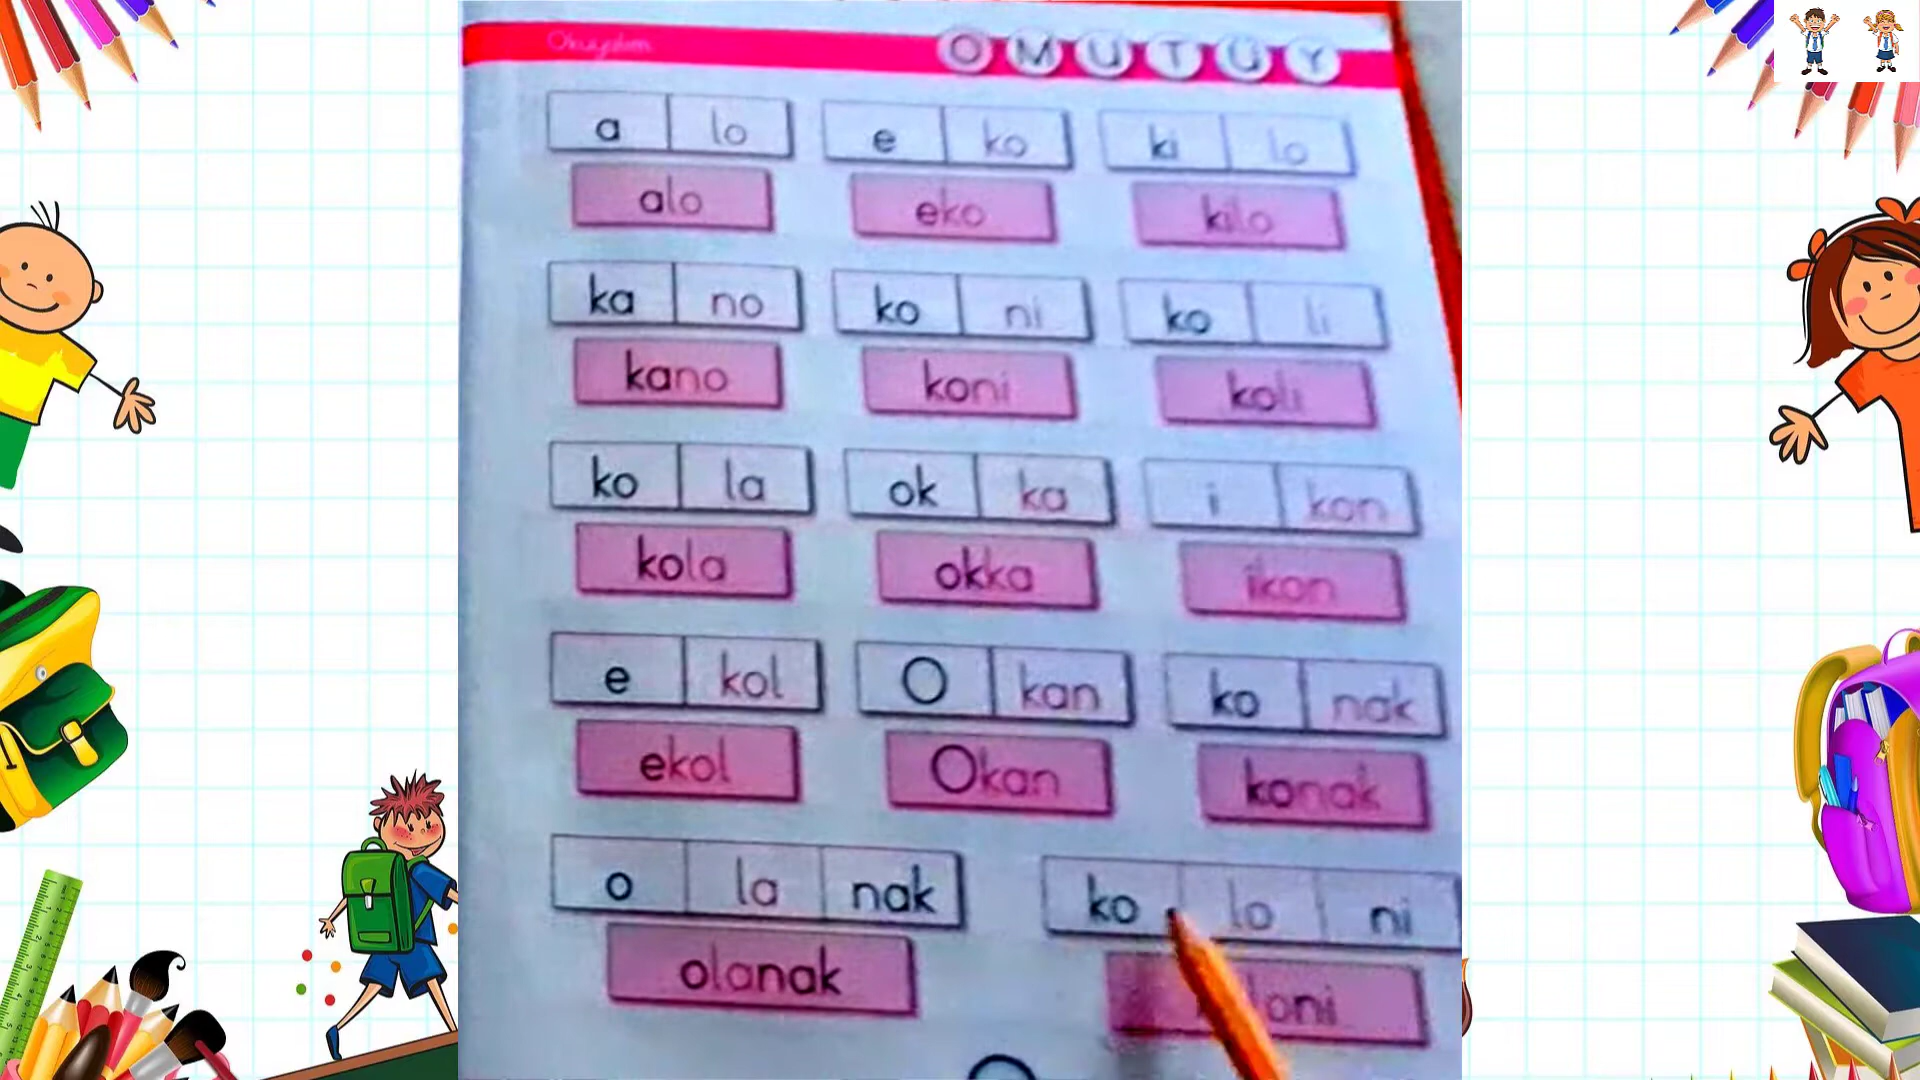 Okuyalım O M U T Ü Y
a lo e ko ki lo
alo eko kilo
ka no ko ni ko li
kano koni koli
ko la ok ka i kon
kola okka ikon
e kol O kan ko nak
ekol Okan konak
o la nak ko lo ni
olanak